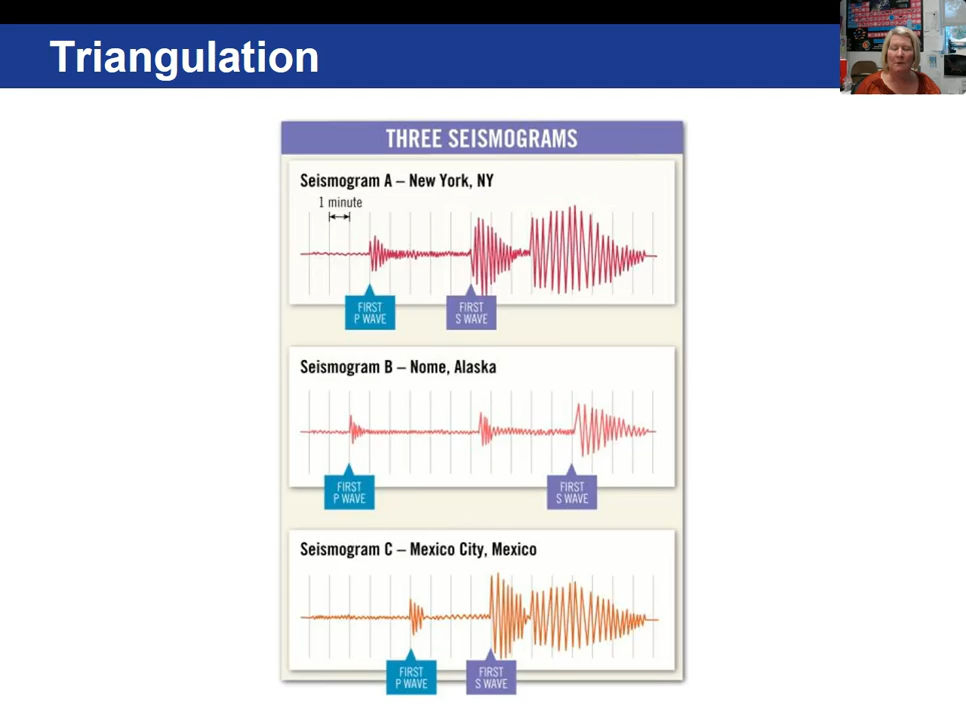 Triangulation
THREE SEISMOGRAMS
Seismogram A – New York, NY
1 minute
FIRST
P WAVE
FIRST
S WAVE
Seismogram B – Nome, Alaska
FIRST
P WAVE
FIRST
S WAVE
Seismogram C – Mexico City, Mexico
FIRST
P WAVE
FIRST
S WAVE